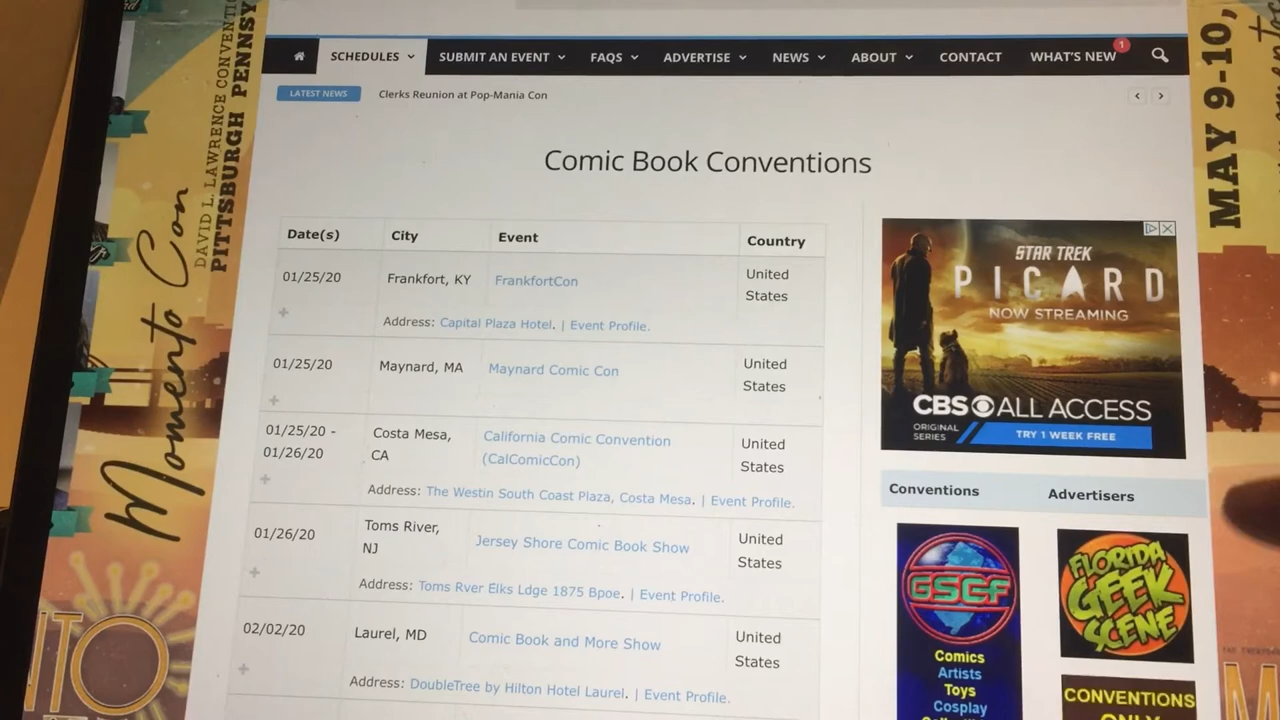 SCHEDULES
SUBMIT AN EVENT
FAQS
ADVERTISE
NEWS
ABOUT
CONTACT
WHAT'S NEW
1
LATEST NEWS
Clerks Reunion at Pop-Mania Con
Comic Book Conventions
Date(s) City Event Country
01/25/20 Frankfort, KY FrankfortCon United
States
Address: Capital Plaza Hotel. | Event Profile.
01/25/20 Maynard, MA Maynard Comic Con United
States
01/25/20 -
01/26/20
Costa Mesa,
CA
California Comic Convention
(CalComicCon)
United
States
Address: The Westin South Coast Plaza, Costa Mesa. | Event Profile.
01/26/20
Toms River,
NJ
Jersey Shore Comic Book Show
United
States
Address: Toms Rver Elks Ldge 1875 Bpoe. | Event Profile.
02/02/20 Laurel, MD Comic Book and More Show United
States
Address: DoubleTree by Hilton Hotel Laurel. | Event Profile.
STAR TREK
PICARD
NOW STREAMING
CBS ALL ACCESS
ORIGINAL
SERIES
TRY 1 WEEK FREE
Conventions
Advertisers
GSCF
Comics
Artists
Toys
Cosplay
FLORIDA
GEEK
SCENE
CONVENTIONS
ONLY
Momento Con
DAVID L. LAWRENCE CONVENTI
PITTSBURGH PENNSY
MAY 9-10,
NTO
M